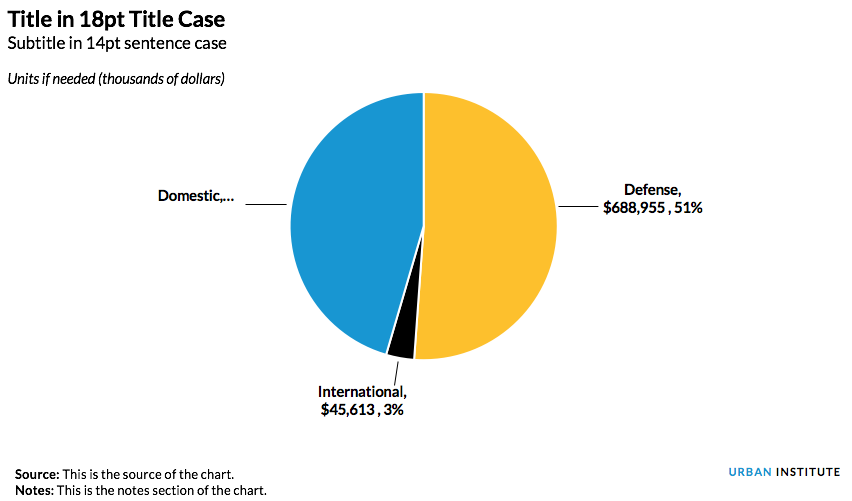 Title in 18pt Title Case
Subtitle in 14pt sentence case
Units if needed (thousands of dollars)
Domestic,...
Defense,
$688,955 , 51%
International,
$45,613 , 3%
Source: This is the source of the chart.
Notes: This is the notes section of the chart.
URBAN INSTITUTE